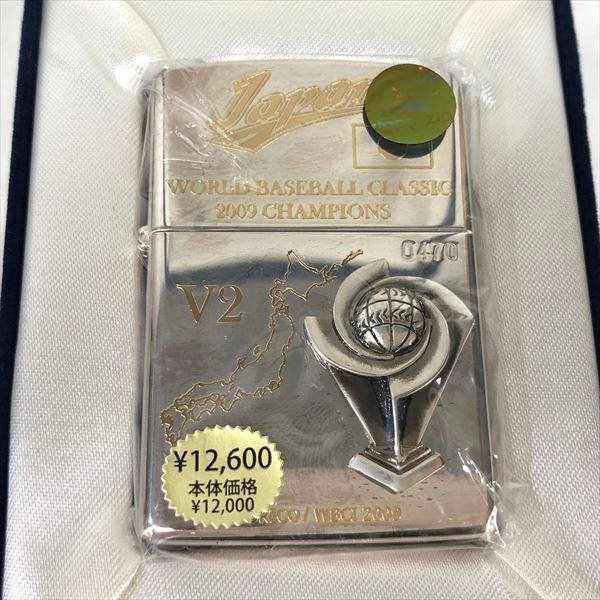 Japan
WORLD BASEBALL CLASSIC
2009 CHAMPIONS
0470
V2
¥12,600
本体価格
¥12,000
/ WBCI 2009